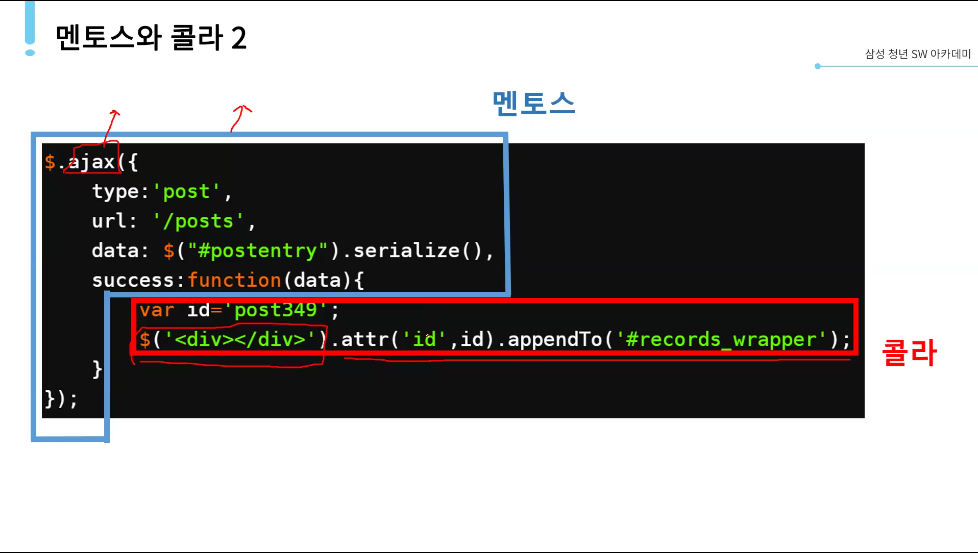 멘토스와 콜라 2
삼성 청년 SW 아카데미
멘토스
$.ajax({
type:'post',
url: '/posts',
data: $("#postentry").serialize(),
success:function(data){
var id='post349';
$('<div></div>').attr('id',id).appendTo('#records_wrapper');
콜라
}
});